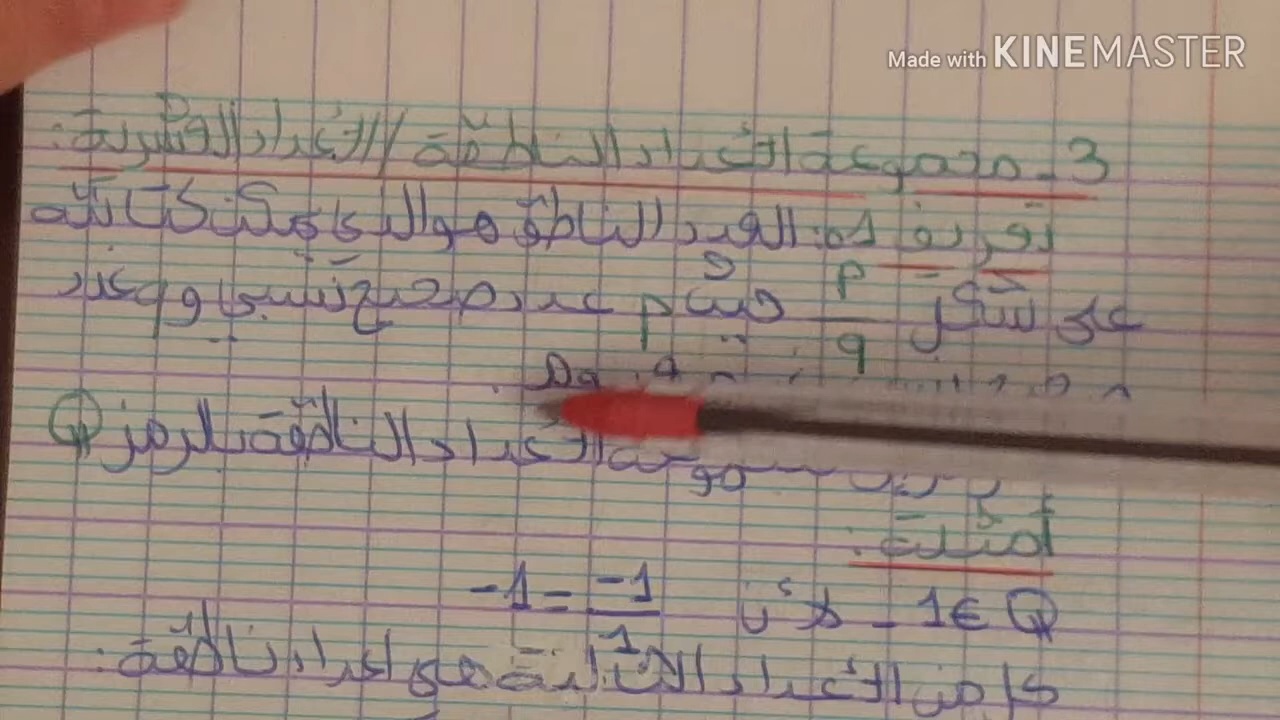 Made with KINEMASTER
3 - مجموعة الأعداد الناطقة / الأعداد العشرية:
تعريف 1: العدد الناطق هو الذي يمكن كتابته
على شكل p/q حيث p عدد صحيح نسبي و q عدد
الأعداد الناطقة بالرمز Q
أمثلة:
-1 ∈ Q لأن -1 = -1/1
كل من الأعداد التالية هي أعداد ناطقة: